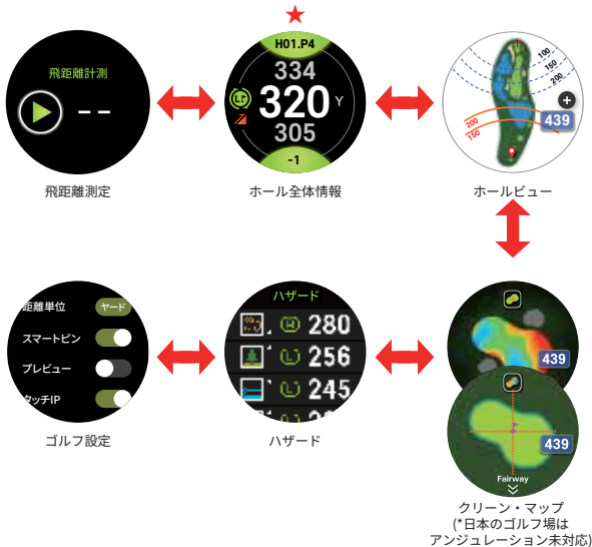 飛距離計測
--
飛距離測定
H01.P4
334
320 Y
305
-1
ホール全体情報
100
150
200
200
150
439
ホールビュー
距離単位 ヤード
スマートピン
プレビュー
タッチIP
ゴルフ設定
ハザード
H 280
L 256
L 245
ハザード
439
439
Fairway
クリーン・マップ
(*日本のゴルフ場は
アンジュレーション未対応)